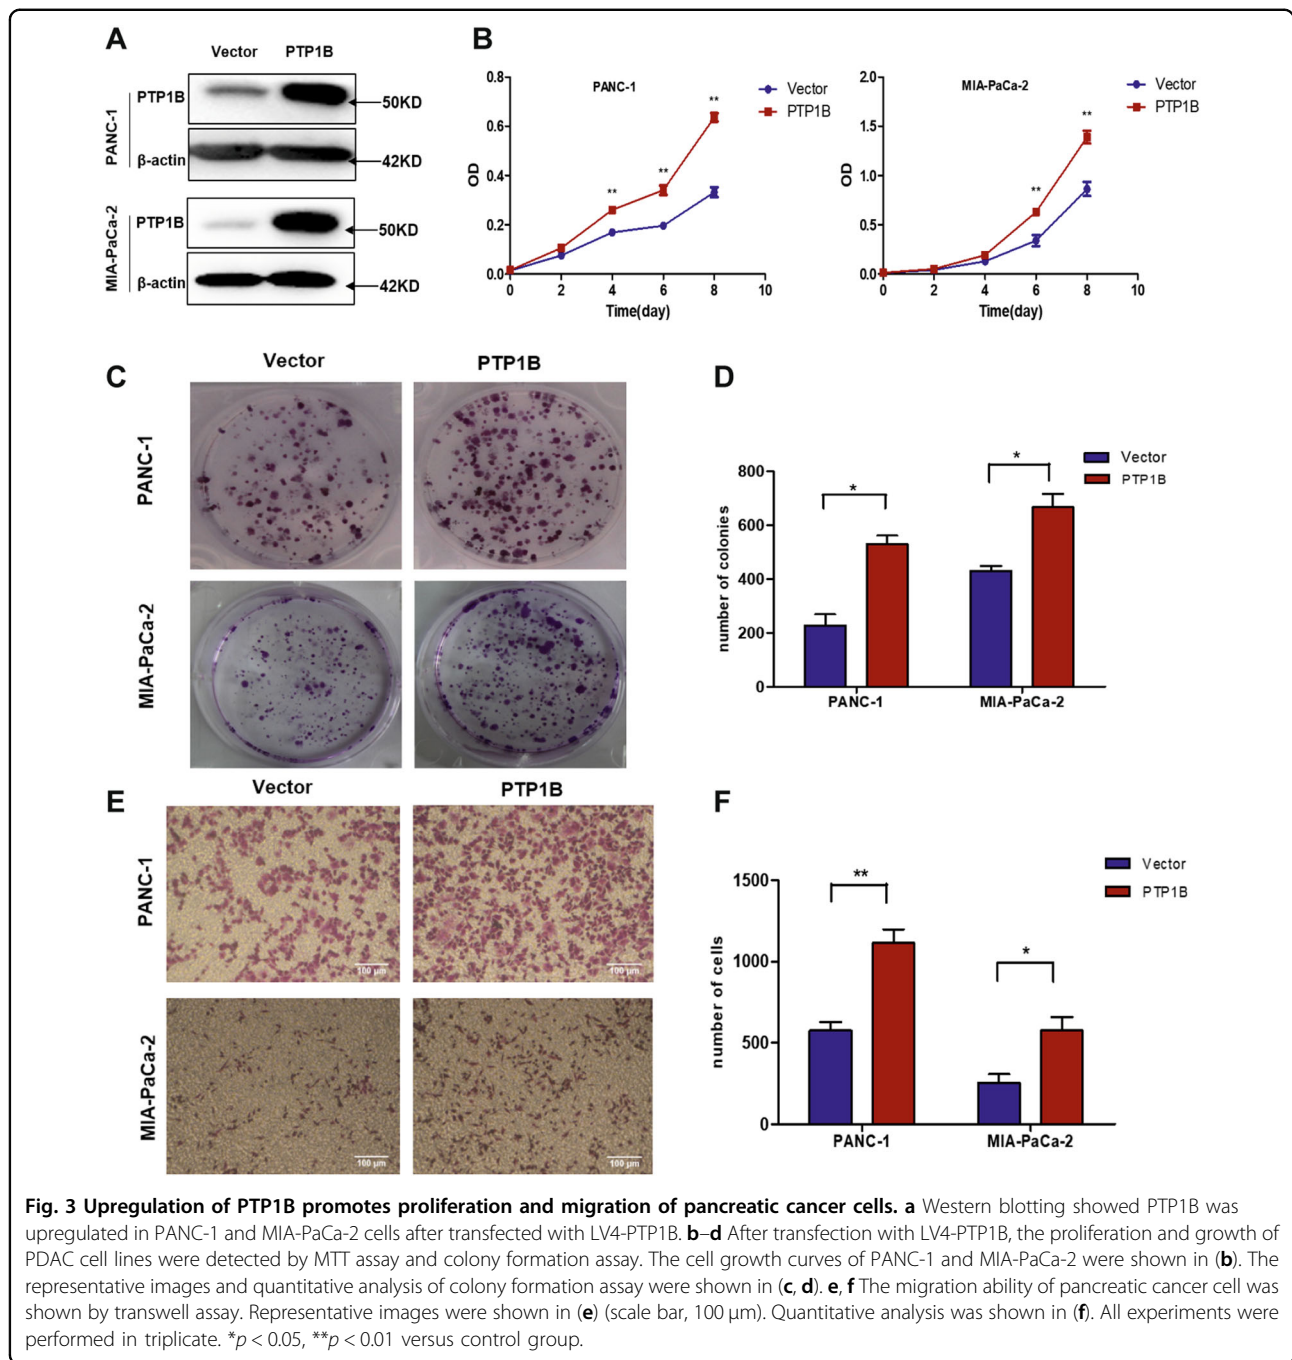 A
Vector PTP1B
PANC-1
PTP1B
50KD
β-actin
42KD
MIA-PaCa-2
PTP1B
50KD
β-actin
42KD
B
PANC-1
Vector
PTP1B
0.8
0.6
0.4
0.2
0.0
OD
** ** **
0 2 4 6 8 10
Time(day)
MIA-PaCa-2
Vector
PTP1B
2.0
1.5
1.0
0.5
0.0
OD
** **
0 2 4 6 8 10
Time(day)
C
Vector PTP1B
PANC-1
MIA-PaCa-2
D
Vector
PTP1B
800
600
400
200
0
number of colonies
* *
PANC-1 MIA-PaCa-2
E
Vector PTP1B
PANC-1
100 μm 100 μm
MIA-PaCa-2
100 μm 100 μm
F
Vector
PTP1B
1500
1000
500
0
number of cells
** *
PANC-1 MIA-PaCa-2
Fig. 3 Upregulation of PTP1B promotes proliferation and migration of pancreatic cancer cells. a Western blotting showed PTP1B was
upregulated in PANC-1 and MIA-PaCa-2 cells after transfected with LV4-PTP1B. b–d After transfection with LV4-PTP1B, the proliferation and growth of
PDAC cell lines were detected by MTT assay and colony formation assay. The cell growth curves of PANC-1 and MIA-PaCa-2 were shown in (b). The
representative images and quantitative analysis of colony formation assay were shown in (c, d). e, f The migration ability of pancreatic cancer cell was
shown by transwell assay. Representative images were shown in (e) (scale bar, 100 μm). Quantitative analysis was shown in (f). All experiments were
performed in triplicate. *p < 0.05, **p < 0.01 versus control group.